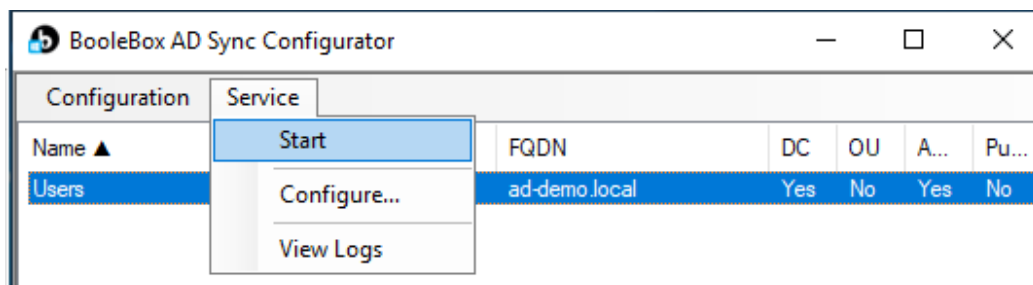 BooleBox AD Sync Configurator
Configuration Service
Name ▲ FQDN DC OU A... Pu...
Start
Users ad-demo.local Yes No Yes No
Configure...
View Logs